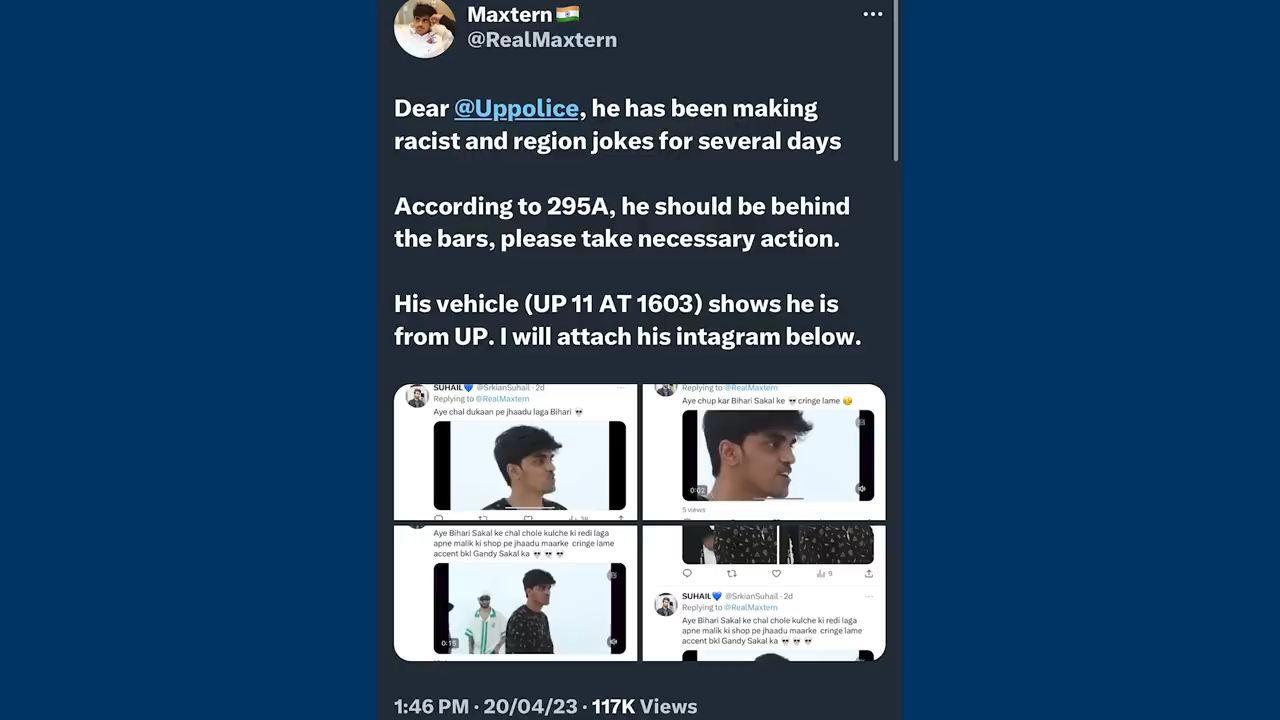 Maxtern🇮🇳
@RealMaxtern
Dear @Uppolice, he has been making
racist and region jokes for several days
According to 295A, he should be behind
the bars, please take necessary action.
His vehicle (UP 11 AT 1603) shows he is
from UP. I will attach his intagram below.
SUHAIL💙 @SrkianSuhail · 2d
Replying to @RealMaxtern
Aye chal dukaan pe jhaadu laga Bihari 💀
Replying to @RealMaxtern
Aye chup kar Bihari Sakal ke 💀 cringe lame 🥴
0:02
5 views
Aye Bihari Sakal ke chal chole kulche ki redi laga
apne malik ki shop pe jhaadu maarke cringe lame
accent bkl Gandy Sakal ka 💀 💀 💀
0:15
9
SUHAIL💙 @SrkianSuhail · 2d
Replying to @RealMaxtern
Aye Bihari Sakal ke chal chole kulche ki redi laga
apne malik ki shop pe jhaadu maarke cringe lame
accent bkl Gandy Sakal ka 💀 💀 💀
1:46 PM · 20/04/23 · 117K Views